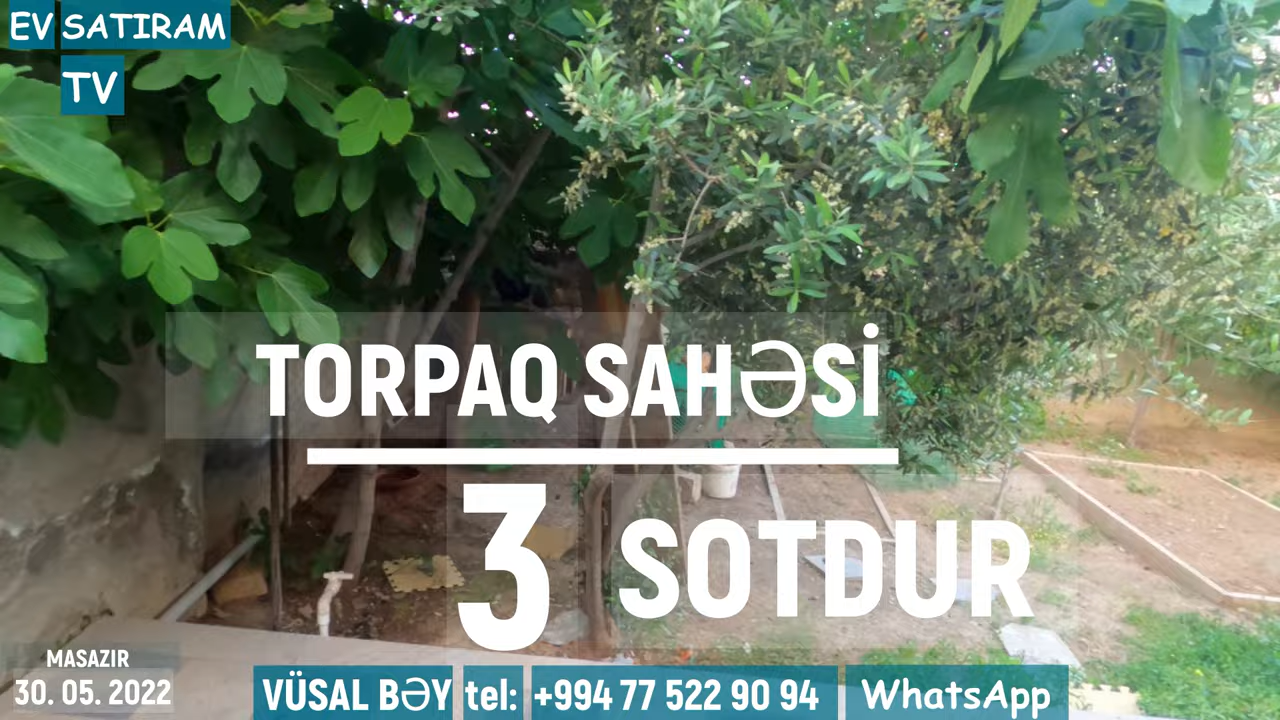 EV SATIRAM
TV
TORPAQ SAHƏSİ
3 SOTDUR
MASAZIR
30. 05. 2022
VÜSAL BƏY tel: +994 77 522 90 94 WhatsApp